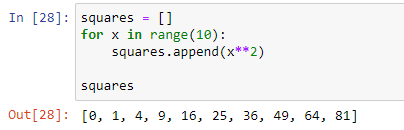 In [28]: squares = []
for x in range(10):
    squares.append(x**2)

squares
Out[28]: [0, 1, 4, 9, 16, 25, 36, 49, 64, 81]